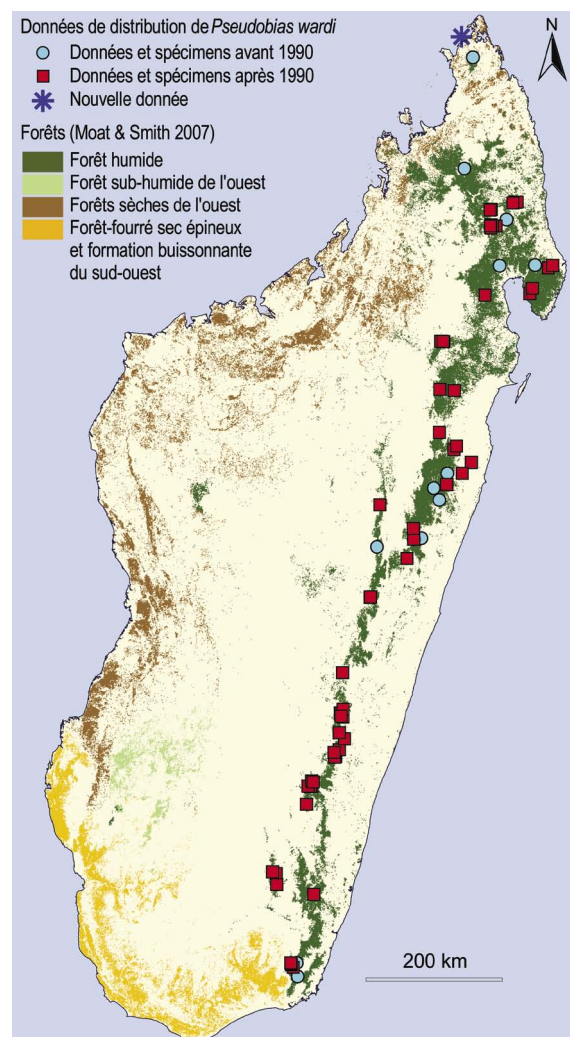 Données de distribution de Pseudobias wardi
Données et spécimens avant 1990
Données et spécimens après 1990
Nouvelle donnée
Forêts (Moat & Smith 2007)
Forêt humide
Forêt sub-humide de l'ouest
Forêts sèches de l'ouest
Forêt-fourré sec épineux
et formation buissonnante
du sud-ouest
N
200 km